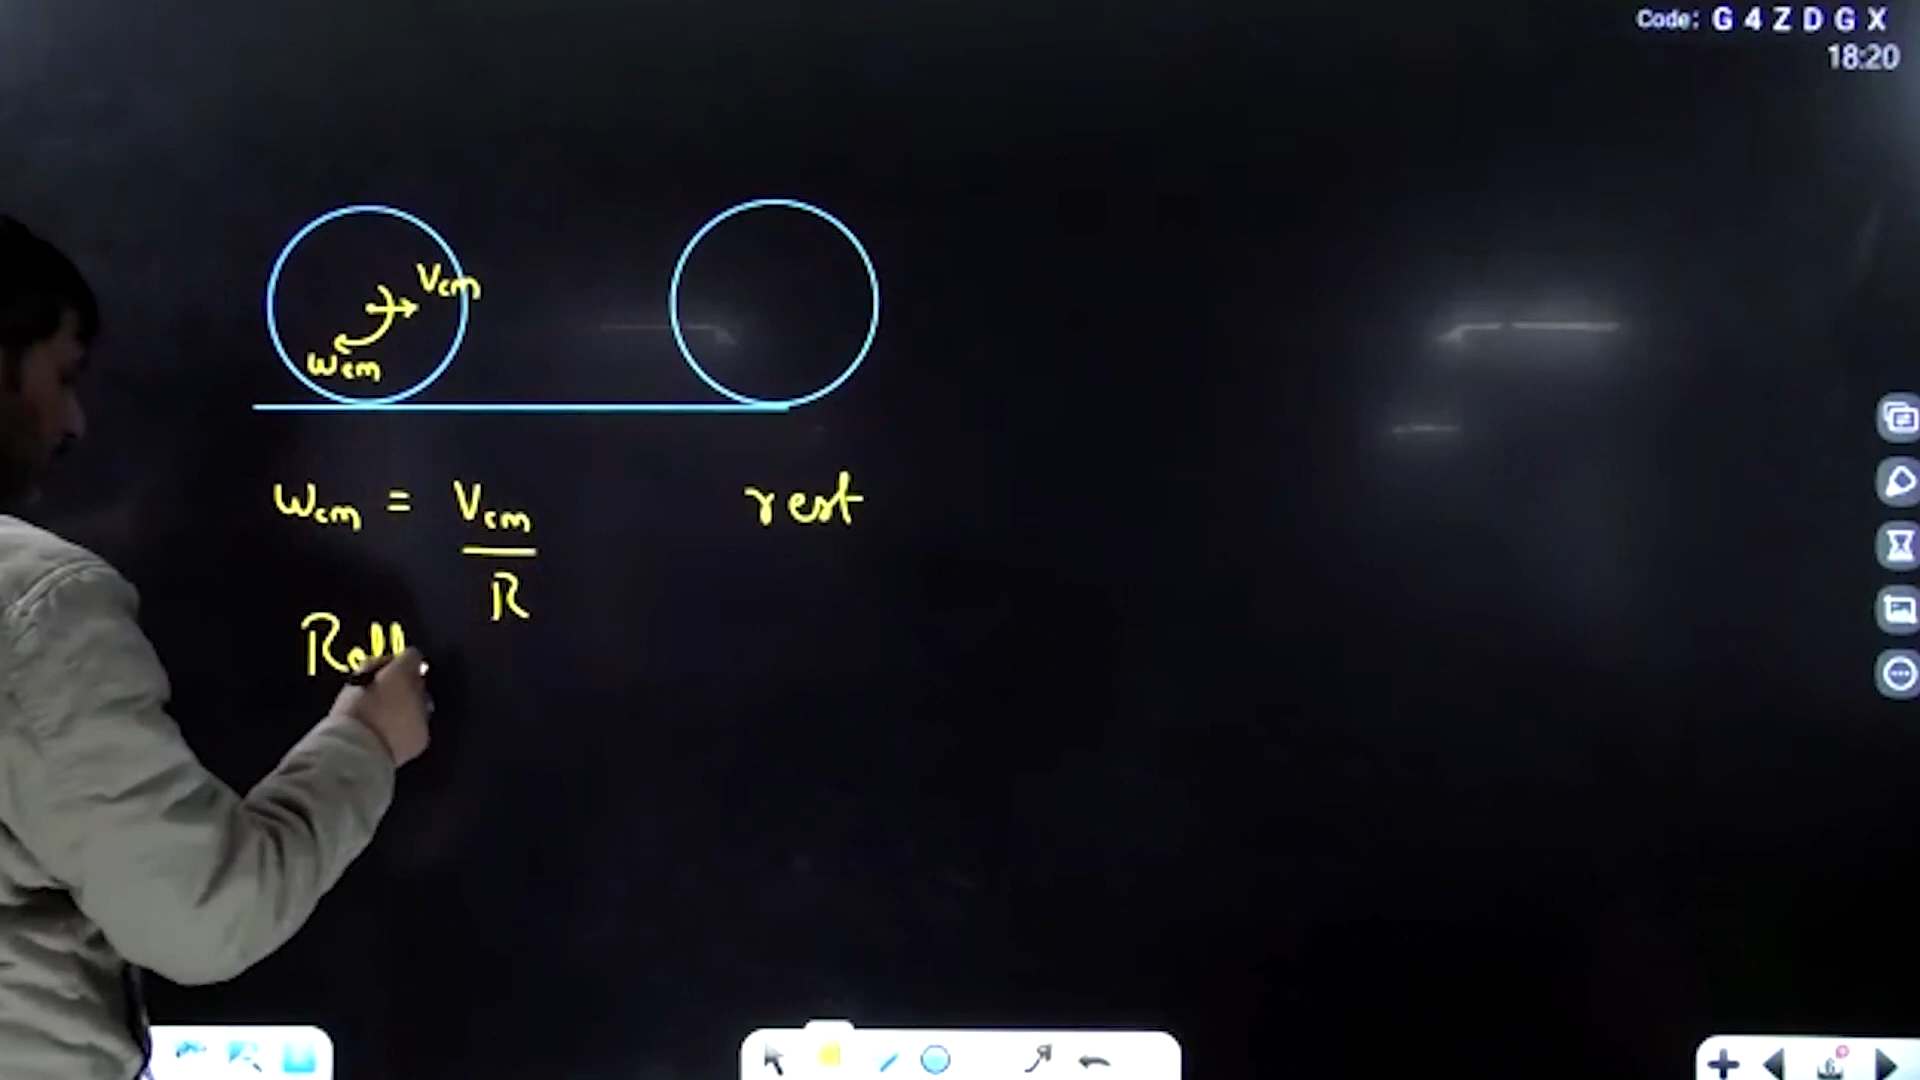 Code: G 4 Z D G X
18:20
Vcm
ωcm
ωcm = Vcm / R
rest
Roll